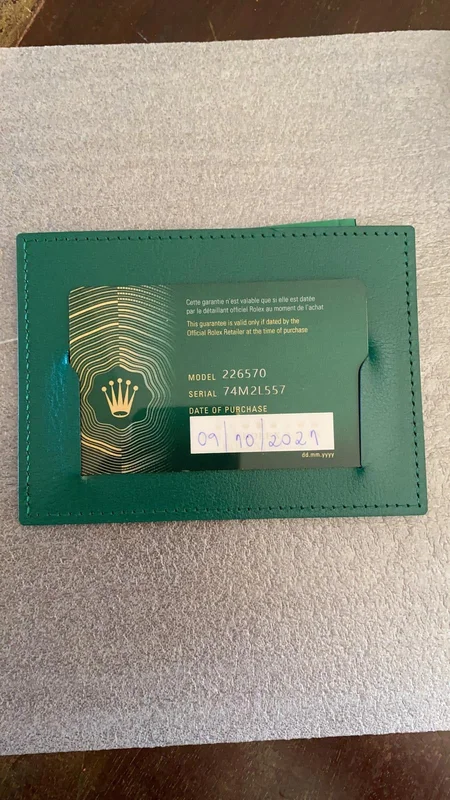 Cette garantie n'est valable que si elle est datée
par le détaillant officiel Rolex au moment de l'achat
This guarantee is valid only if dated by the
Official Rolex Retailer at the time of purchase
MODEL 226570
SERIAL 74M2L557
DATE OF PURCHASE
09/10/2021
dd.mm.yyyy